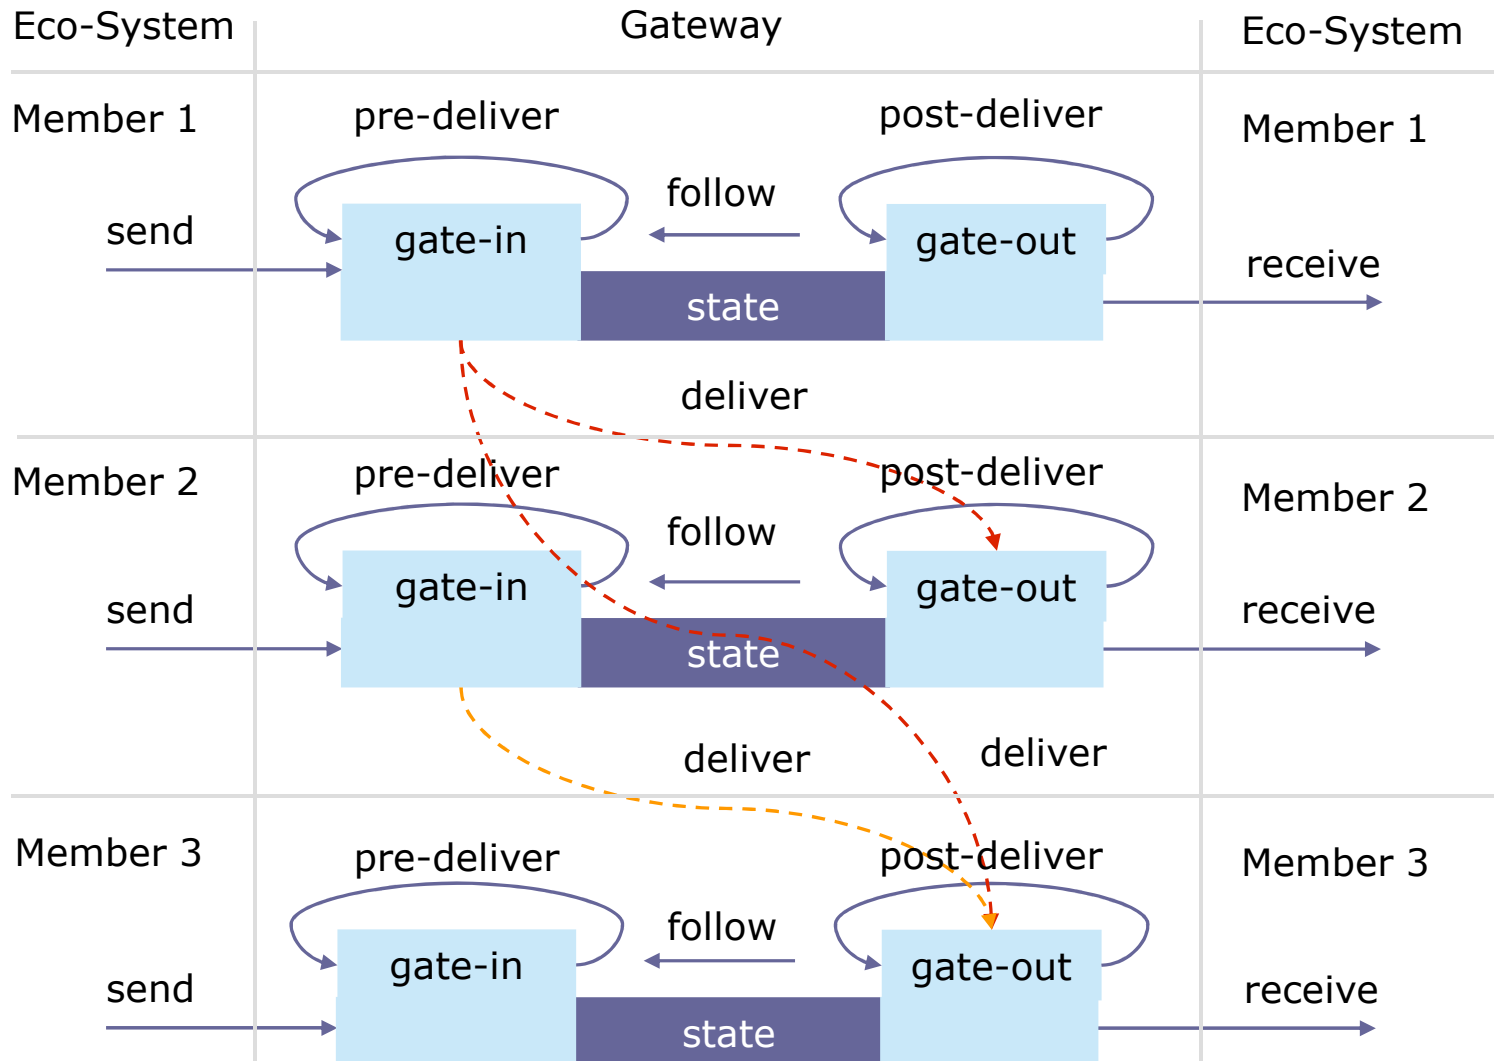 Eco-System
Gateway
Eco-System
Member 1
pre-deliver
post-deliver
Member 1
follow
send
gate-in
gate-out
receive
state
deliver
Member 2
pre-deliver
post-deliver
Member 2
follow
send
gate-in
gate-out
receive
state
deliver
deliver
Member 3
pre-deliver
post-deliver
Member 3
follow
send
gate-in
gate-out
receive
state